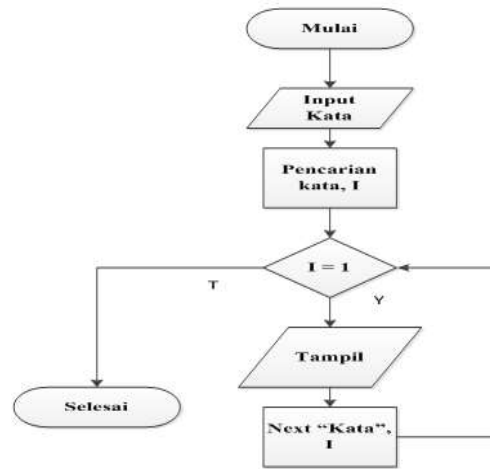 Mulai
Input
Kata
Pencarian
kata, I
I = 1
T
Y
Tampil
Selesai
Next “Kata”,
I